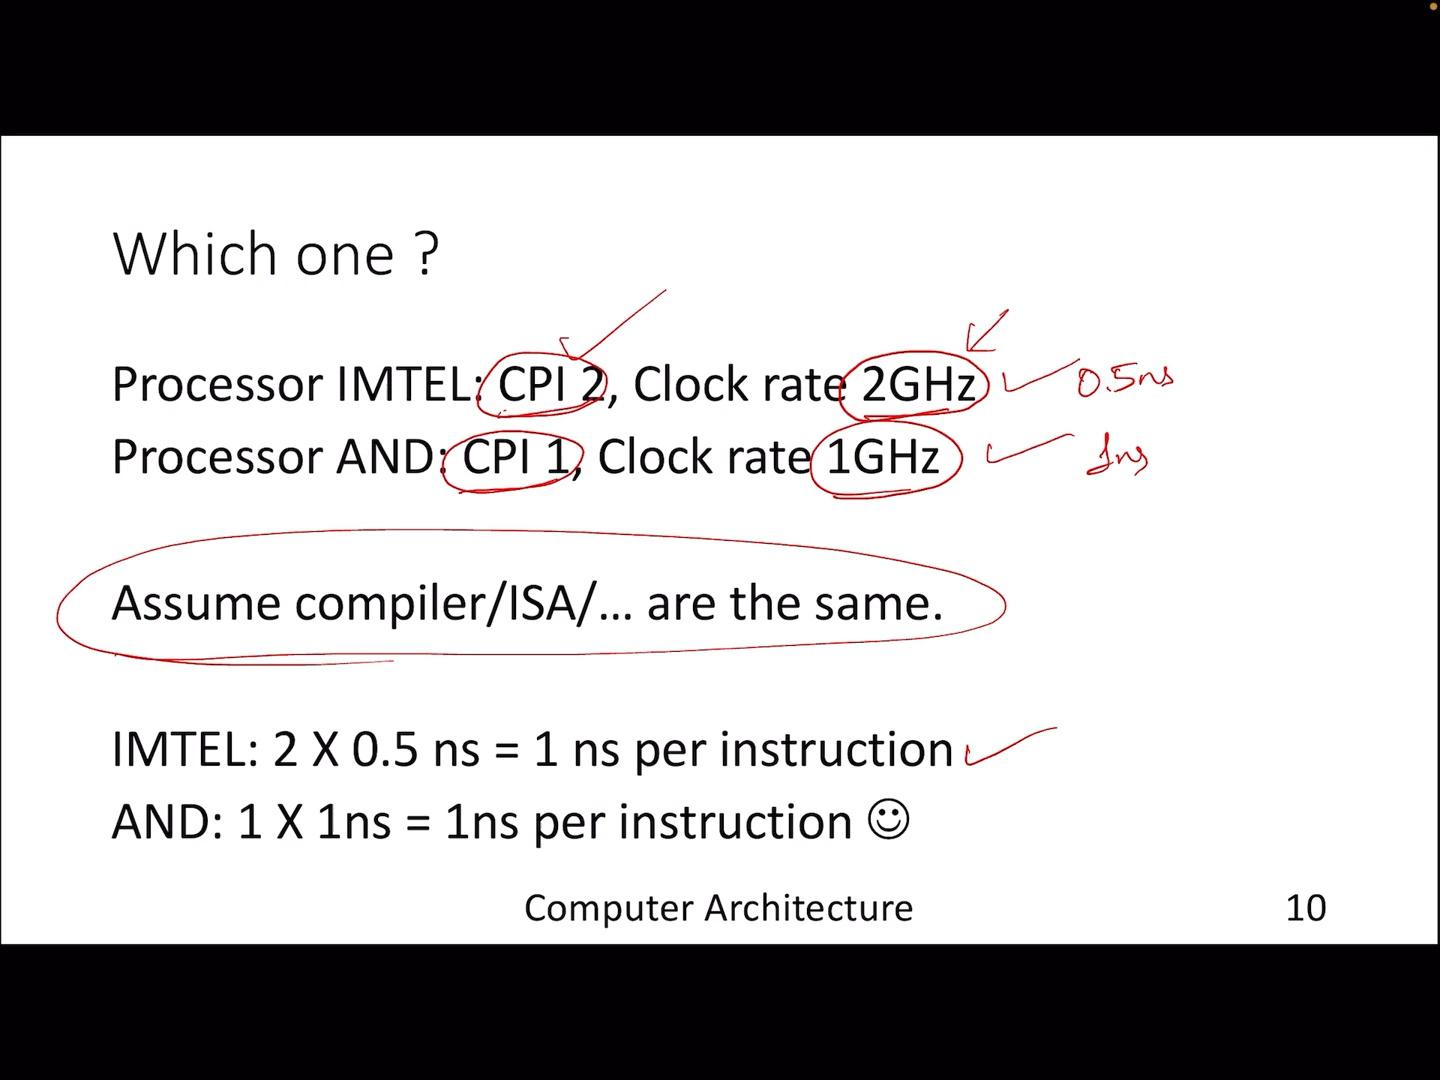 Which one ?
Processor IMTEL: CPI 2, Clock rate 2GHz 0.5ns
Processor AND: CPI 1, Clock rate 1GHz 1ns
Assume compiler/ISA/... are the same.
IMTEL: 2 X 0.5 ns = 1 ns per instruction
AND: 1 X 1ns = 1ns per instruction ☺
Computer Architecture 10